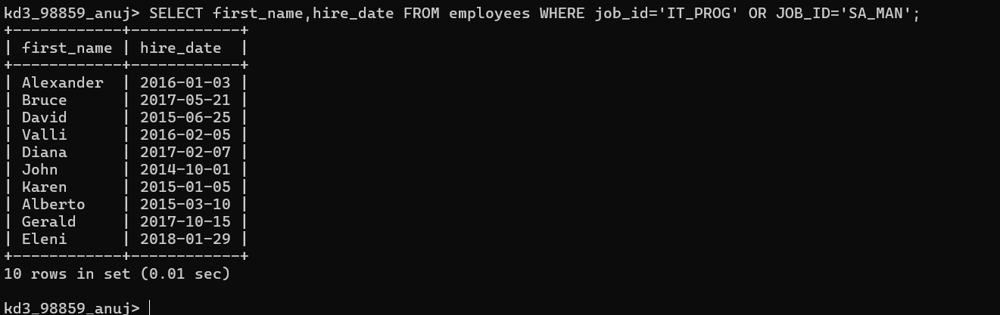 kd3_98859_anuj> SELECT first_name,hire_date FROM employees WHERE job_id='IT_PROG' OR JOB_ID='SA_MAN';
+------------+------------+
| first_name | hire_date  |
+------------+------------+
| Alexander  | 2016-01-03 |
| Bruce      | 2017-05-21 |
| David      | 2015-06-25 |
| Valli      | 2016-02-05 |
| Diana      | 2017-02-07 |
| John       | 2014-10-01 |
| Karen      | 2015-01-05 |
| Alberto    | 2015-03-10 |
| Gerald     | 2017-10-15 |
| Eleni      | 2018-01-29 |
+------------+------------+
10 rows in set (0.01 sec)
kd3_98859_anuj>